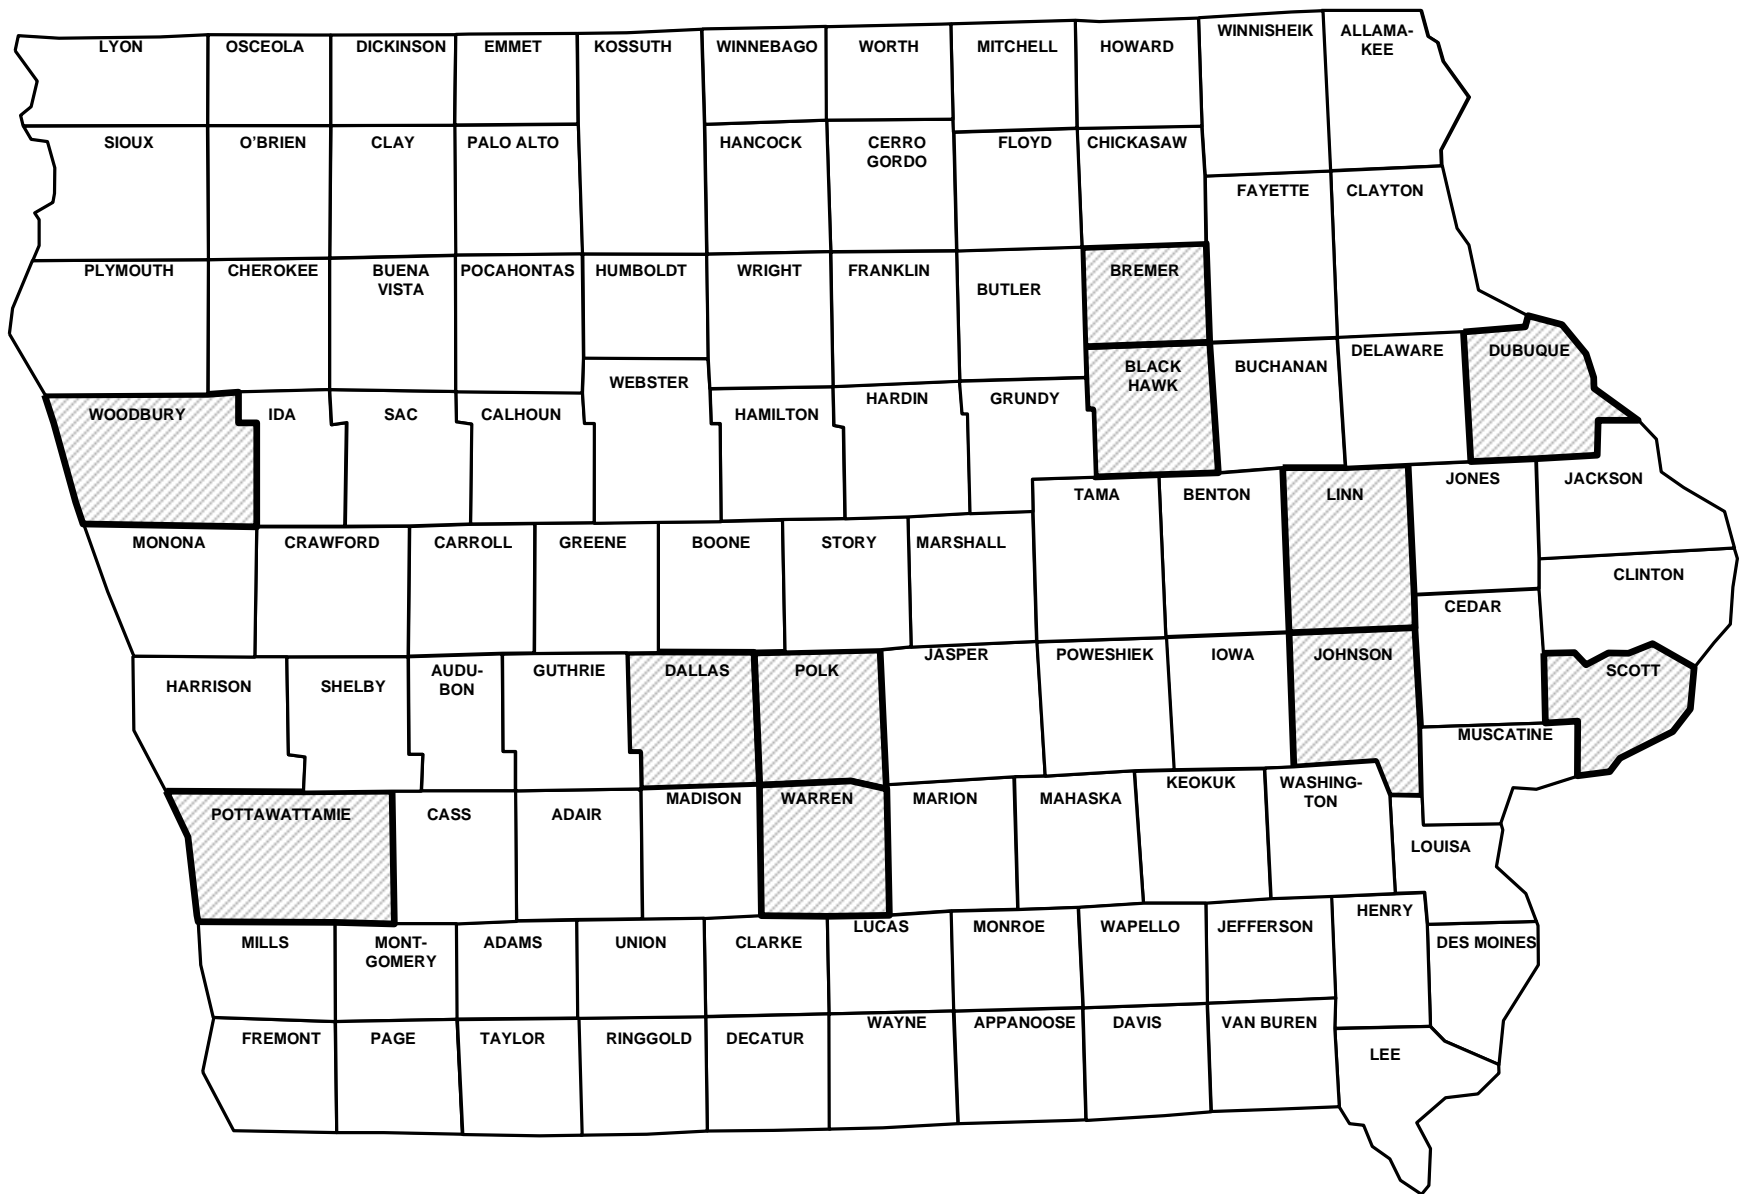 LYON
OSCEOLA
DICKINSON
EMMET
KOSSUTH
WINNEBAGO
WORTH
MITCHELL
HOWARD
WINNISHEIK
ALLAMA-
KEE
SIOUX
O'BRIEN
CLAY
PALO ALTO
HANCOCK
CERRO
GORDO
FLOYD
CHICKASAW
FAYETTE
CLAYTON
PLYMOUTH
CHEROKEE
BUENA
VISTA
POCAHONTAS
HUMBOLDT
WRIGHT
FRANKLIN
BUTLER
BREMER
WOODBURY
IDA
SAC
CALHOUN
WEBSTER
HAMILTON
HARDIN
GRUNDY
BLACK
HAWK
BUCHANAN
DELAWARE
DUBUQUE
MONONA
CRAWFORD
CARROLL
GREENE
BOONE
STORY
MARSHALL
TAMA
BENTON
LINN
JONES
JACKSON
CLINTON
CEDAR
HARRISON
SHELBY
AUDU-
BON
GUTHRIE
DALLAS
POLK
JASPER
POWESHIEK
IOWA
JOHNSON
SCOTT
MUSCATINE
POTTAWATTAMIE
CASS
ADAIR
MADISON
WARREN
MARION
MAHASKA
KEOKUK
WASHING-
TON
LOUISA
MILLS
MONT-
GOMERY
ADAMS
UNION
CLARKE
LUCAS
MONROE
WAPELLO
JEFFERSON
HENRY
DES MOINES
FREMONT
PAGE
TAYLOR
RINGGOLD
DECATUR
WAYNE
APPANOOSE
DAVIS
VAN BUREN
LEE